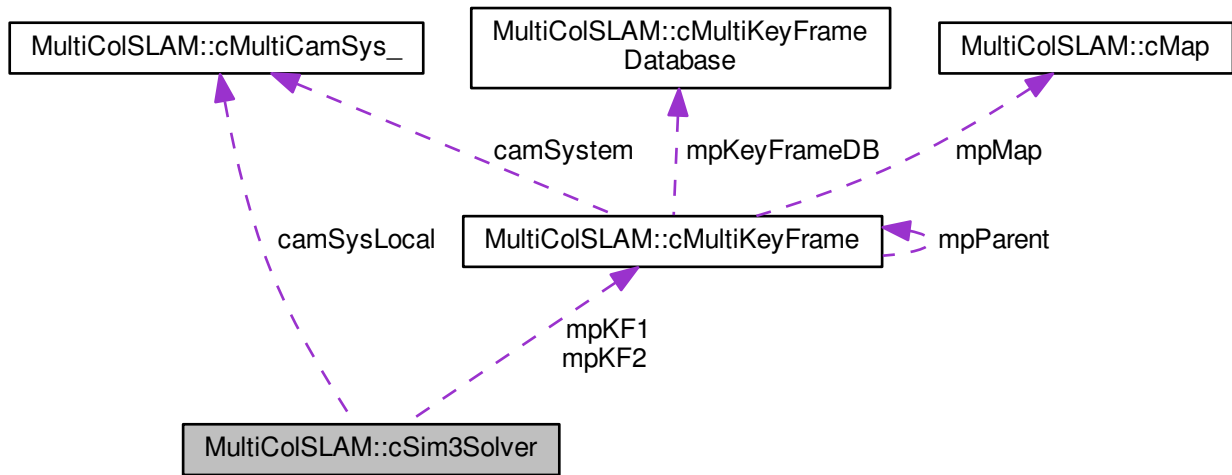 MultiColSLAM::cMultiCamSys_
MultiColSLAM::cMultiKeyFrame
Database
MultiColSLAM::cMap
camSystem
mpKeyFrameDB
mpMap
camSysLocal
MultiColSLAM::cMultiKeyFrame
mpParent
mpKF1
mpKF2
MultiColSLAM::cSim3Solver